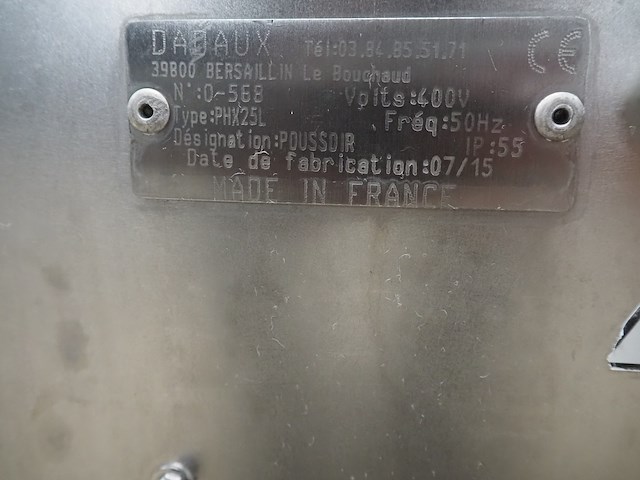 DADAUX Tél:03.84.85.51.71 CE
39800 BERSAILLIN Le Bouchaud
N°:0-568 Volts:400V
Type:PHX25L Fréq:50Hz
Désignation:POUSSOIR IP:55
Date de fabrication:07/15
MADE IN FRANCE